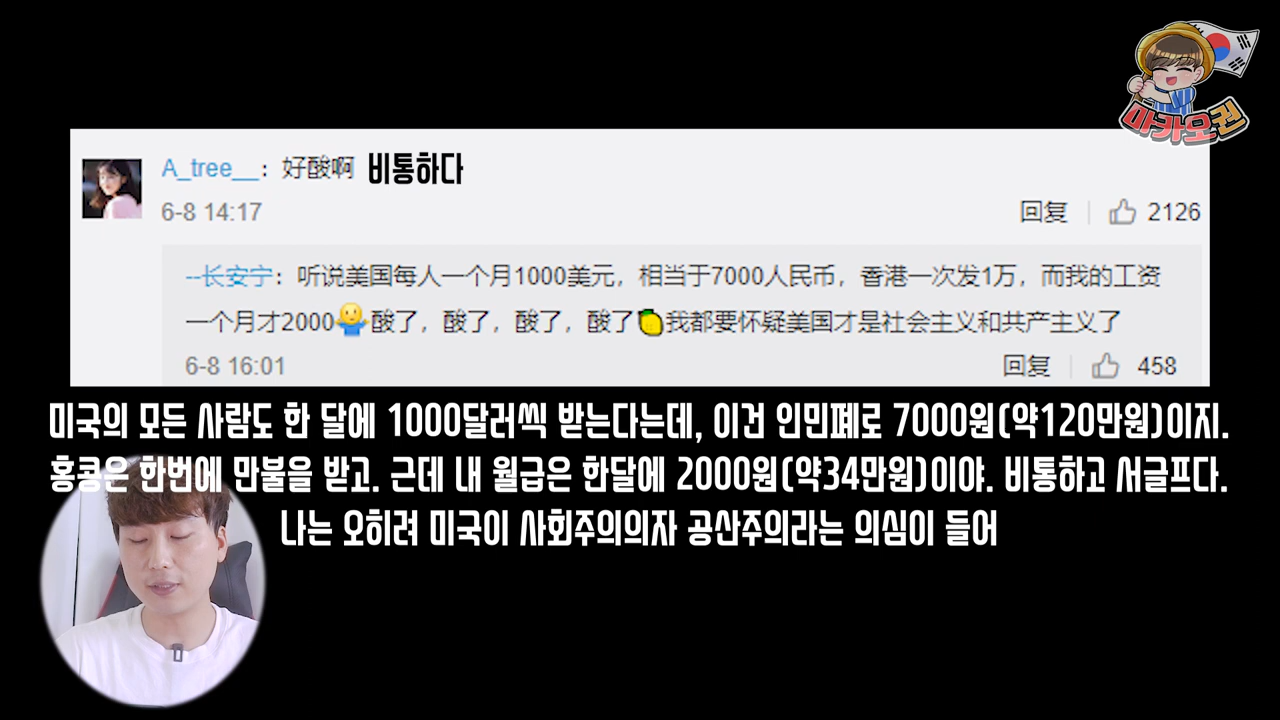 마카오권
A_tree__: 好酸啊 비통하다
6-8 14:17
回复 2126
--长安宁: 听说美国每人一个月1000美元，相当于7000人民币，香港一次发1万，而我的工资
一个月才2000🤷酸了，酸了，酸了，酸了🍋我都要怀疑美国才是社会主义和共产主义了
6-8 16:01
回复 458
미국의 모든 사람도 한 달에 1000달러씩 받는다는데, 이건 인민폐로 7000원(약120만원)이지.
홍콩은 한번에 만불을 받고. 근데 내 월급은 한달에 2000원(약34만원)이야. 비통하고 서글프다.
나는 오히려 미국이 사회주의의자 공산주의라는 의심이 들어